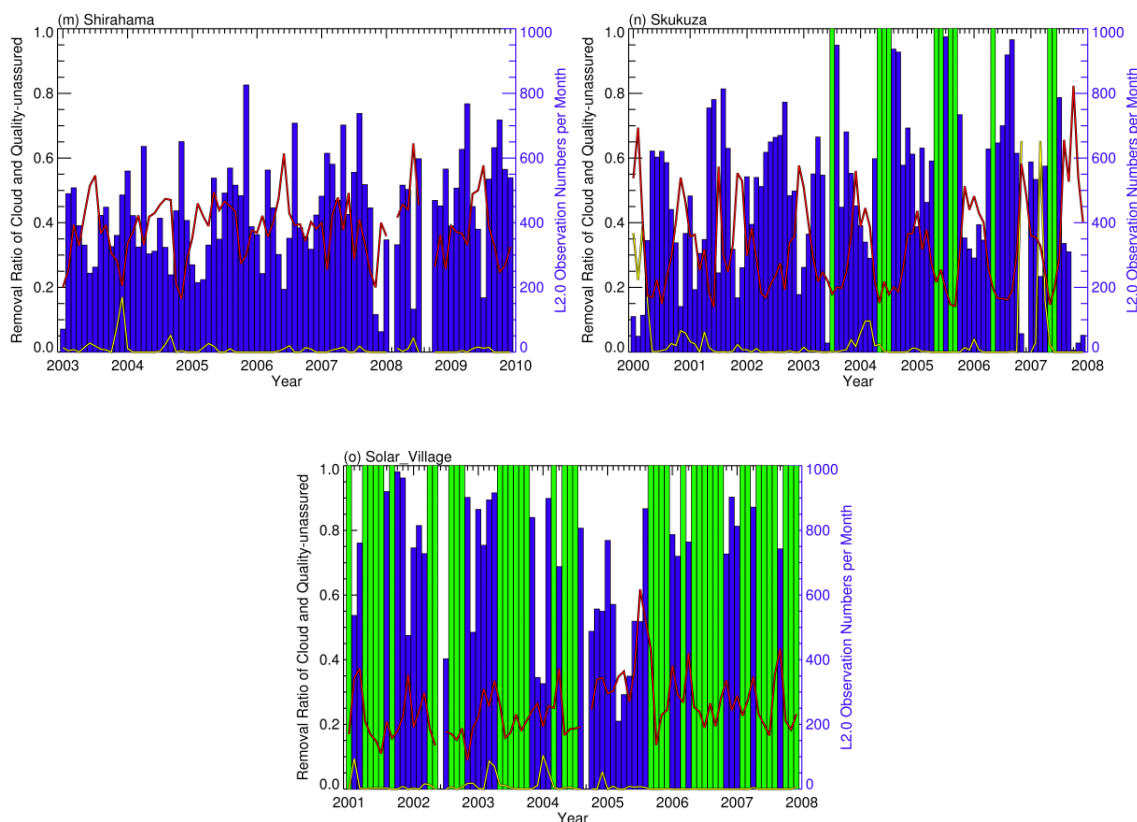 (m) Shirahama
1.0
0.8
0.6
0.4
0.2
0.0
Removal Ratio of Cloud and Quality-unassured
1000
800
600
400
200
0
L2.0 Observation Numbers per Month
2003 2004 2005 2006 2007 2008 2009 2010
Year
(n) Skukuza
1.0
0.8
0.6
0.4
0.2
0.0
Removal Ratio of Cloud and Quality-unassured
1000
800
600
400
200
0
L2.0 Observation Numbers per Month
2000 2001 2002 2003 2004 2005 2006 2007 2008
Year
(o) Solar_Village
1.0
0.8
0.6
0.4
0.2
0.0
Removal Ratio of Cloud and Quality-unassured
1000
800
600
400
200
0
L2.0 Observation Numbers per Month
2001 2002 2003 2004 2005 2006 2007 2008
Year